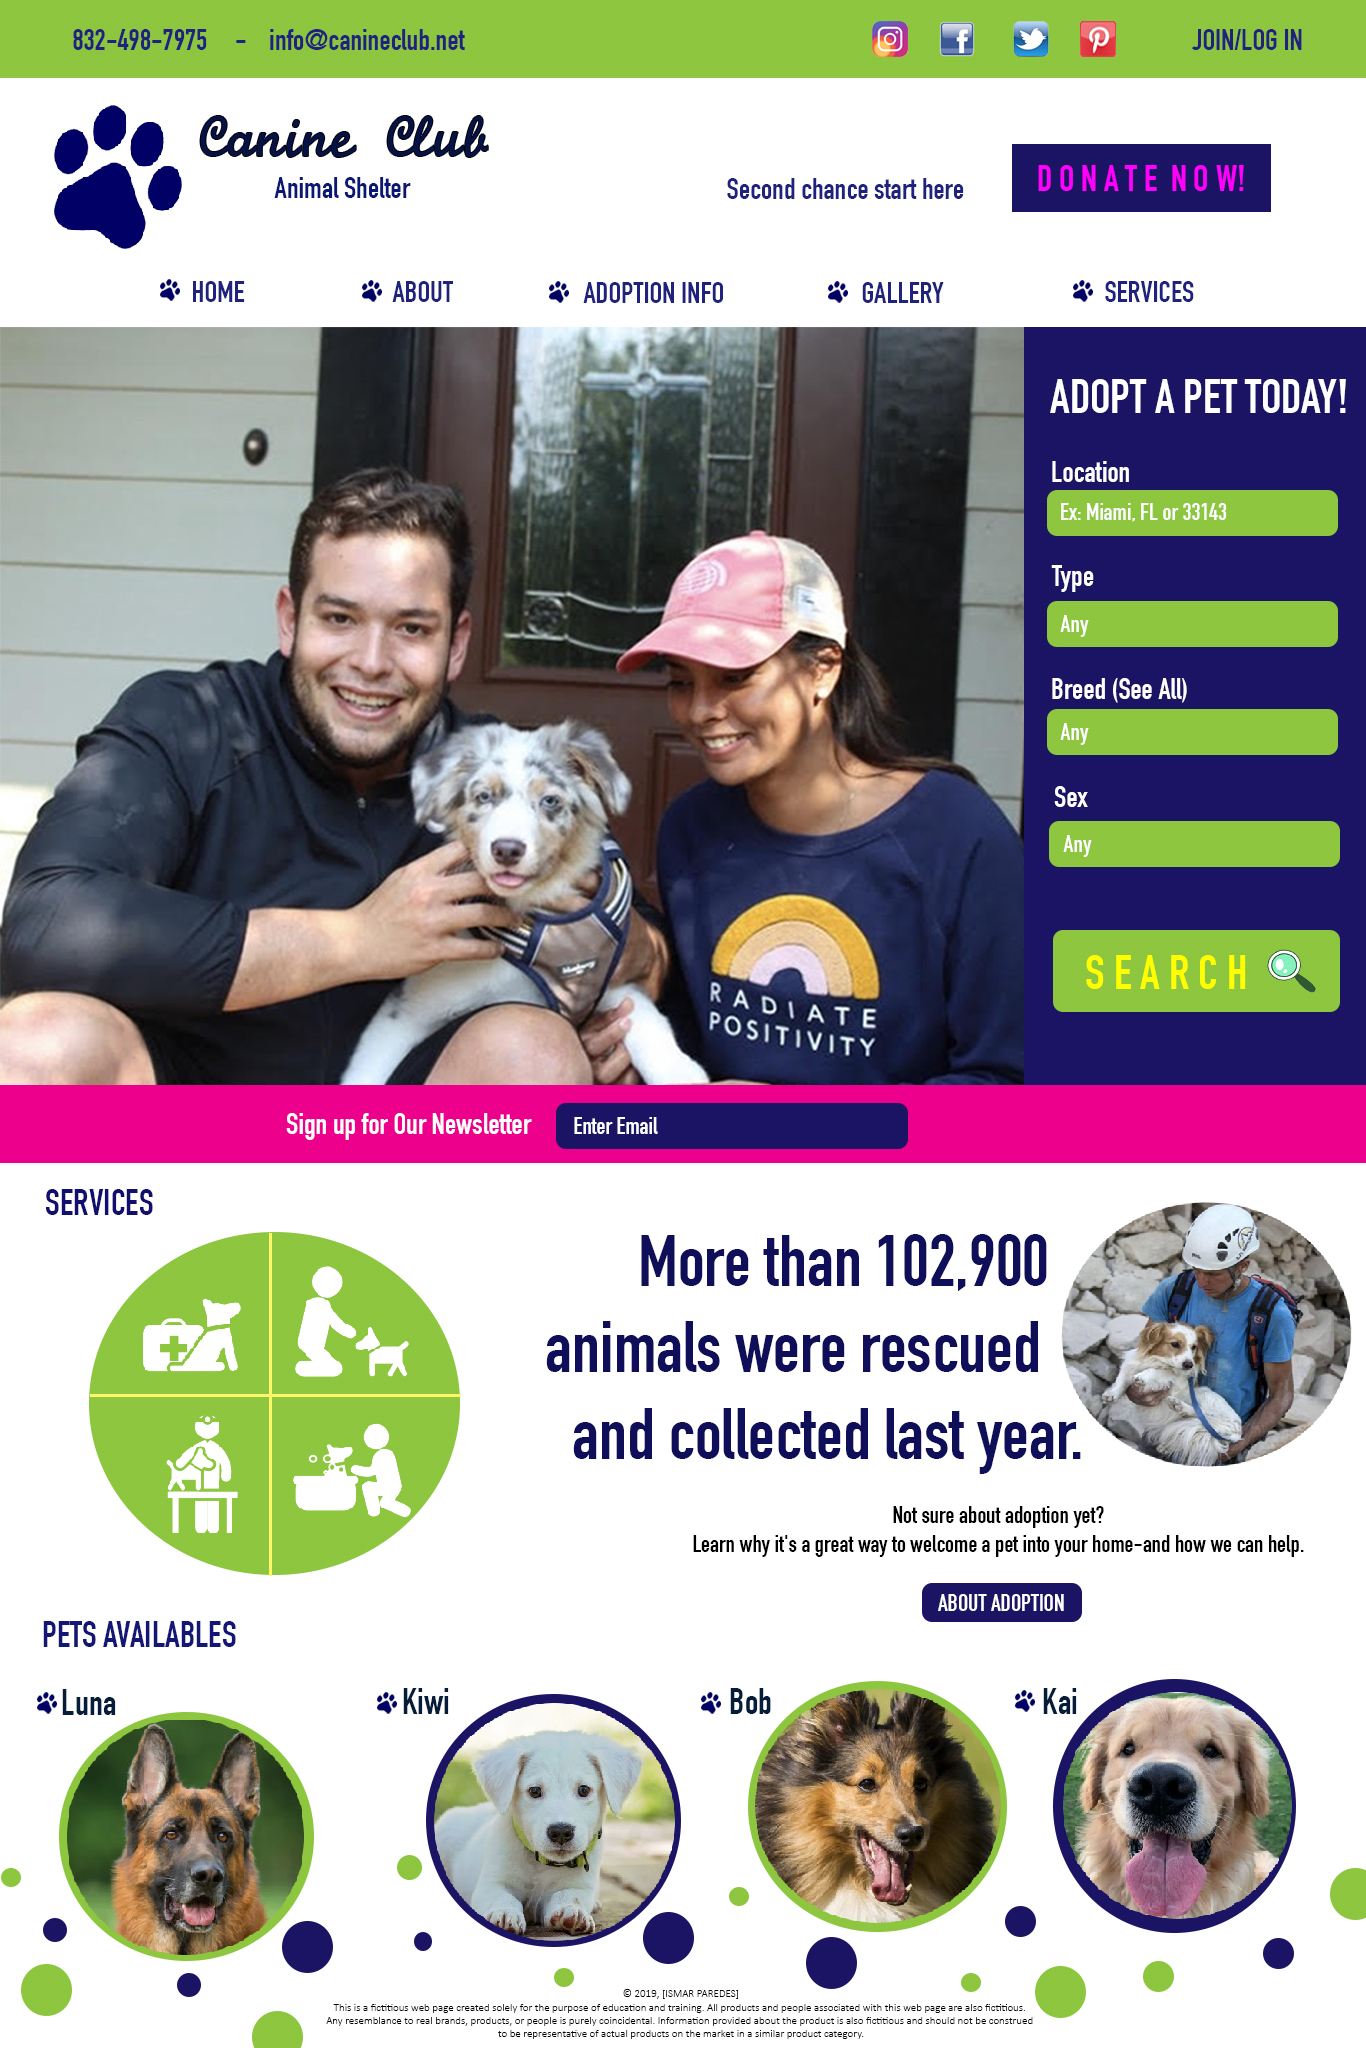 832-498-7975 - info@canineclub.net
JOIN/LOG IN
Canine Club
Animal Shelter
Second chance start here
DONATE NOW!
HOME
ABOUT
ADOPTION INFO
GALLERY
SERVICES
ADOPT A PET TODAY!
Location
Ex: Miami, FL or 33143
Type
Any
Breed (See All)
Any
Sex
Any
SEARCH
RADIATE
POSITIVITY
Sign up for Our Newsletter
Enter Email
SERVICES
More than 102,900
animals were rescued
and collected last year.
Not sure about adoption yet?
Learn why it's a great way to welcome a pet into your home-and how we can help.
ABOUT ADOPTION
PETS AVAILABLES
Luna
Kiwi
Bob
Kai
© 2019, [ISMAR PAREDES]
This is a fictitious web page created solely for the purpose of education and training. All products and people associated with this web page are also fictitious.
Any resemblance to real brands, products, or people is purely coincidental. Information provided about the product is also fictitious and should not be construed
to be representative of actual products on the market in a similar product category.